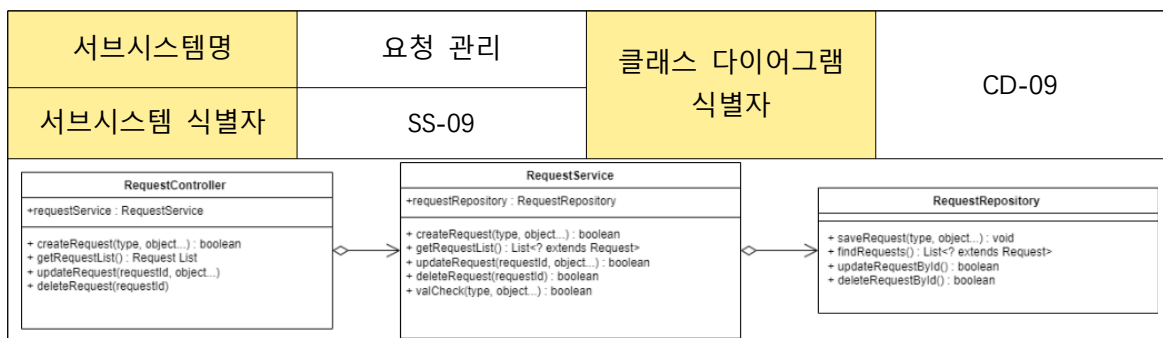 서브시스템명
요청 관리
클래스 다이어그램
식별자
CD-09
서브시스템 식별자
SS-09
RequestController
+requestService : RequestService
+ createRequest(type, object...) : boolean
+ getRequestList() : Request List
+ updateRequest(requestId, object...)
+ deleteRequest(requestId)
RequestService
+requestRepository : RequestRepository
+ createRequest(type, object...) : boolean
+ getRequestList() : List<? extends Request>
+ updateRequest(requestId, object...) : boolean
+ deleteRequest(requestId) : boolean
+ valCheck(type, object...) : boolean
RequestRepository
+ saveRequest(type, object...) : void
+ findRequests() : List<? extends Request>
+ updateRequestById() : boolean
+ deleteRequestById() : boolean